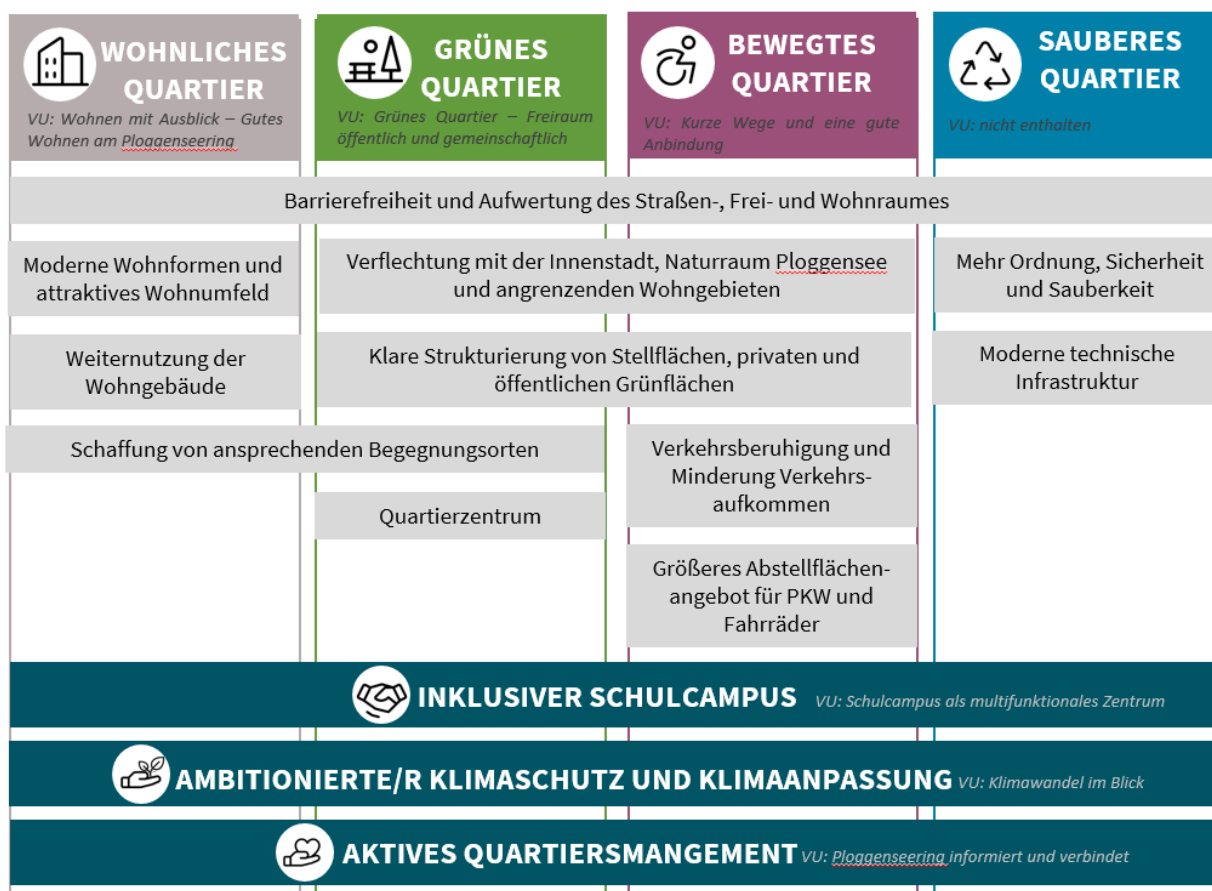 WOHNLICHES
QUARTIER
VU: Wohnen mit Ausblick – Gutes
Wohnen am Ploggenseering
GRÜNES
QUARTIER
VU: Grünes Quartier – Freiraum
öffentlich und gemeinschaftlich
BEWEGTES
QUARTIER
VU: Kurze Wege und eine gute
Anbindung
SAUBERES
QUARTIER
VU: nicht enthalten
Barrierefreiheit und Aufwertung des Straßen-, Frei- und Wohnraumes
Moderne Wohnformen und
attraktives Wohnumfeld
Verflechtung mit der Innenstadt, Naturraum Ploggensee
und angrenzenden Wohngebieten
Mehr Ordnung, Sicherheit
und Sauberkeit
Weiternutzung der
Wohngebäude
Klare Strukturierung von Stellflächen, privaten und
öffentlichen Grünflächen
Moderne technische
Infrastruktur
Schaffung von ansprechenden Begegnungsorten
Verkehrsberuhigung und
Minderung Verkehrs-
aufkommen
Quartierzentrum
Größeres Abstellflächen-
angebot für PKW und
Fahrräder
INKLUSIVER SCHULCAMPUS VU: Schulcampus als multifunktionales Zentrum
AMBITIONIERTE/R KLIMASCHUTZ UND KLIMAANPASSUNG VU: Klimawandel im Blick
AKTIVES QUARTIERSMANGEMENT VU: Ploggenseering informiert und verbindet